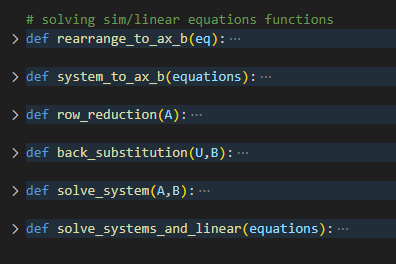 # solving sim/linear equations functions
def rearrange_to_ax_b(eq):···
def system_to_ax_b(equations):···
def row_reduction(A):···
def back_substitution(U,B):···
def solve_system(A,B):···
def solve_systems_and_linear(equations):···